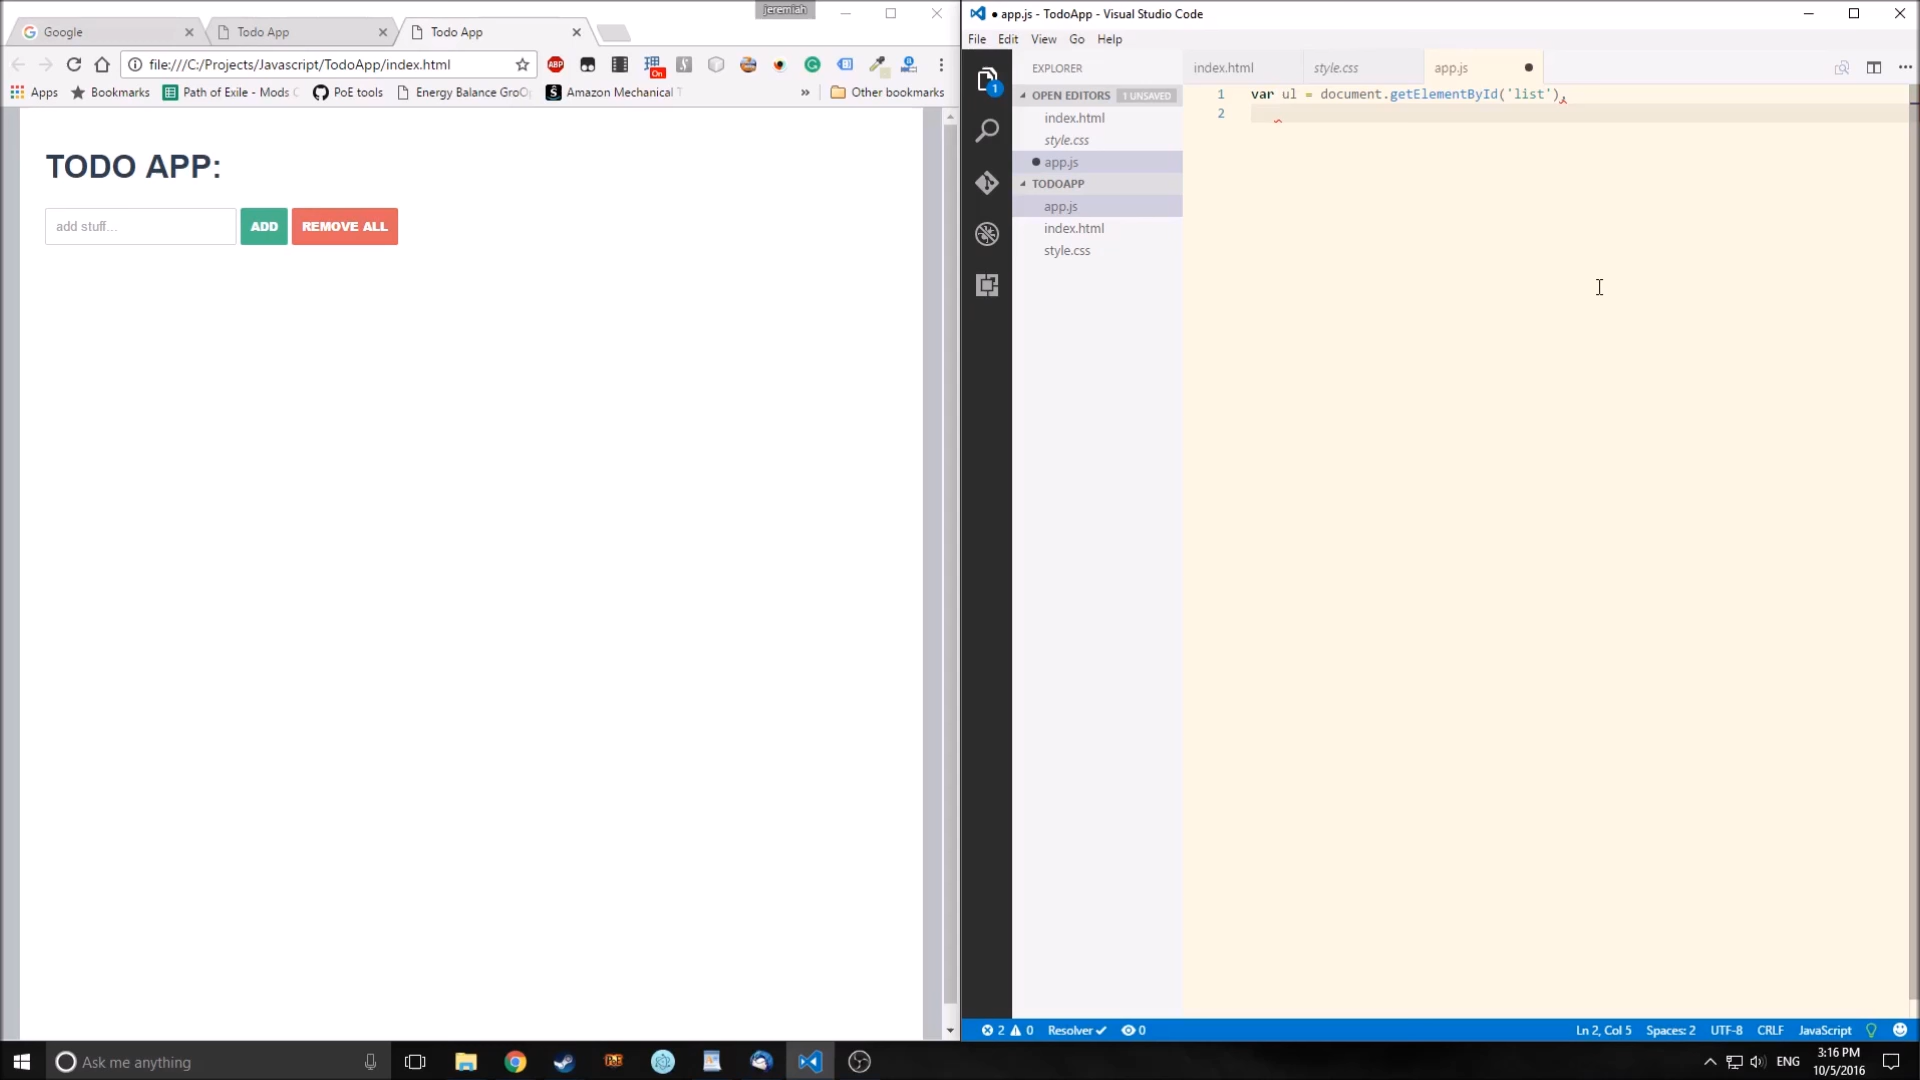 jeremiah
Google
Todo App
Todo App
file:///C:/Projects/Javascript/TodoApp/index.html
ABP
On
Apps
Bookmarks
Path of Exile - Mods
PoE tools
Energy Balance GroO
Amazon Mechanical T
»
Other bookmarks
TODO APP:
add stuff...
ADD
REMOVE ALL
● app.js - TodoApp - Visual Studio Code
File Edit View Go Help
1
EXPLORER
OPEN EDITORS 1 UNSAVED
index.html
style.css
app.js
TODOAPP
app.js
index.html
style.css
index.html
style.css
app.js
1 var ul = document.getElementById('list'),
2
2 0
Resolver
0
Ln 2, Col 5
Spaces: 2
UTF-8
CRLF
JavaScript
Ask me anything
ENG
3:16 PM
10/5/2016